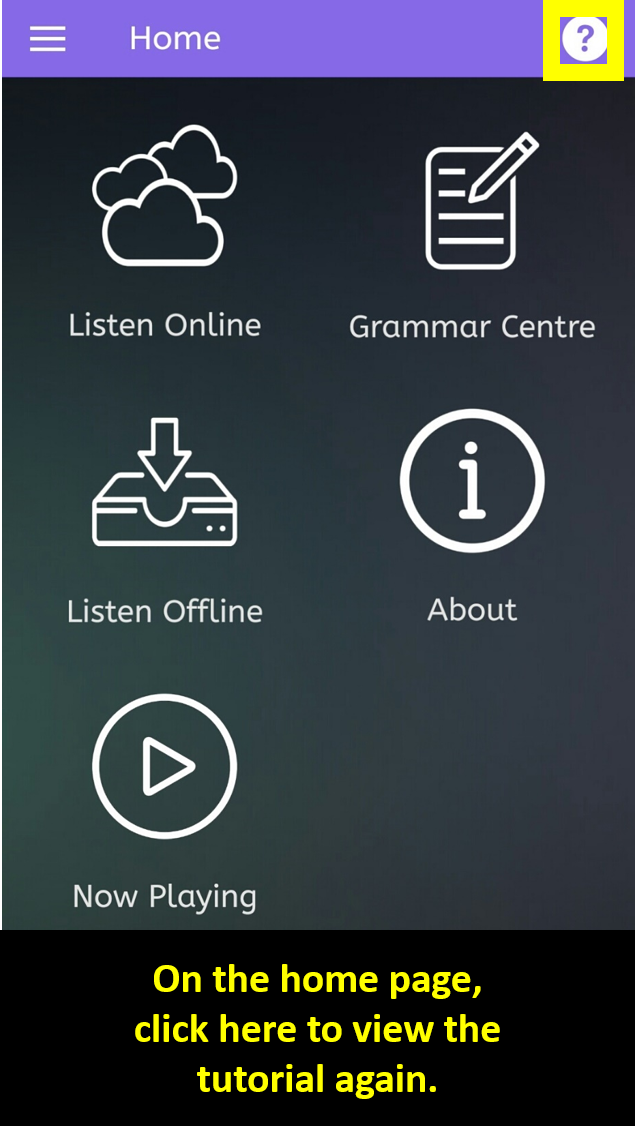 Home
?
Listen Online
Grammar Centre
Listen Offline
About
Now Playing
On the home page,
click here to view the
tutorial again.